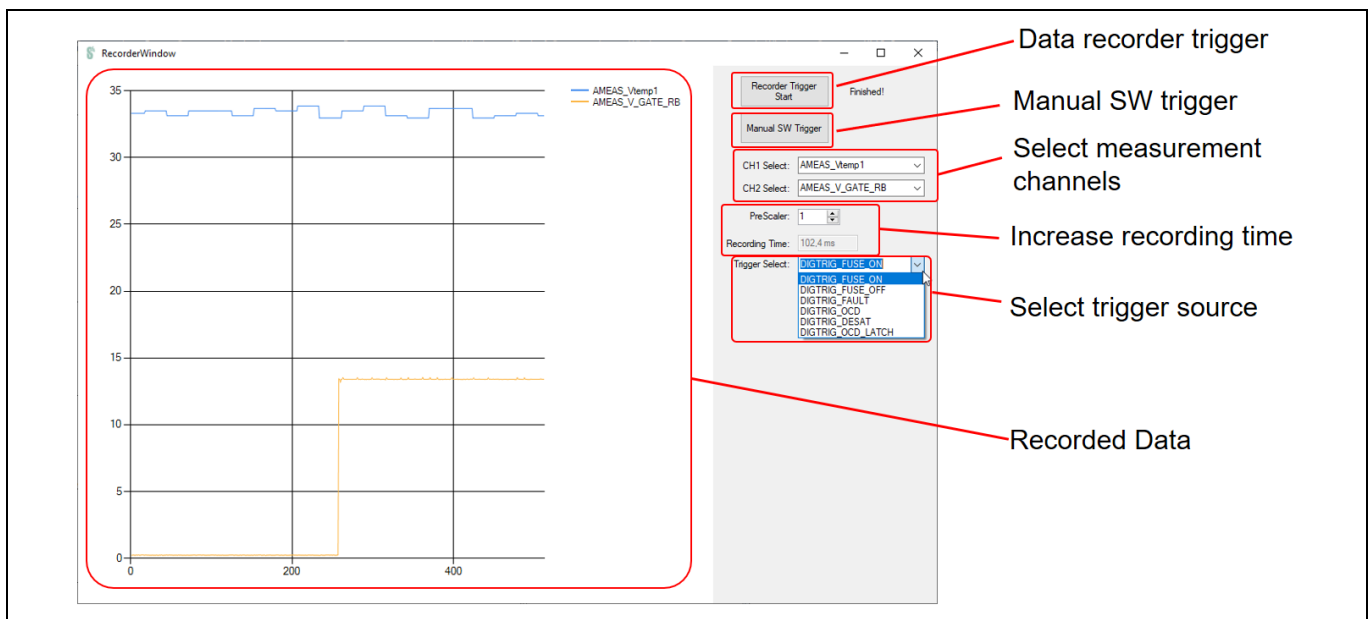 RecorderWindow
35
30
25
20
15
10
5
0
0
200
400
AMEAS_Vtemp1
AMEAS_V_GATE_RB
Recorder Trigger
Start
Finished!
Manual SW Trigger
CH1 Select:
AMEAS_Vtemp1
CH2 Select:
AMEAS_V_GATE_RB
PreScaler:
1
Recording Time:
102,4 ms
Trigger Select:
DIGTRIG_FUSE_ON
DIGTRIG_FUSE_ON
DIGTRIG_FUSE_OFF
DIGTRIG_FAULT
DIGTRIG_OCD
DIGTRIG_DESAT
DIGTRIG_OCD_LATCH
Data recorder trigger
Manual SW trigger
Select measurement
channels
Increase recording time
Select trigger source
Recorded Data